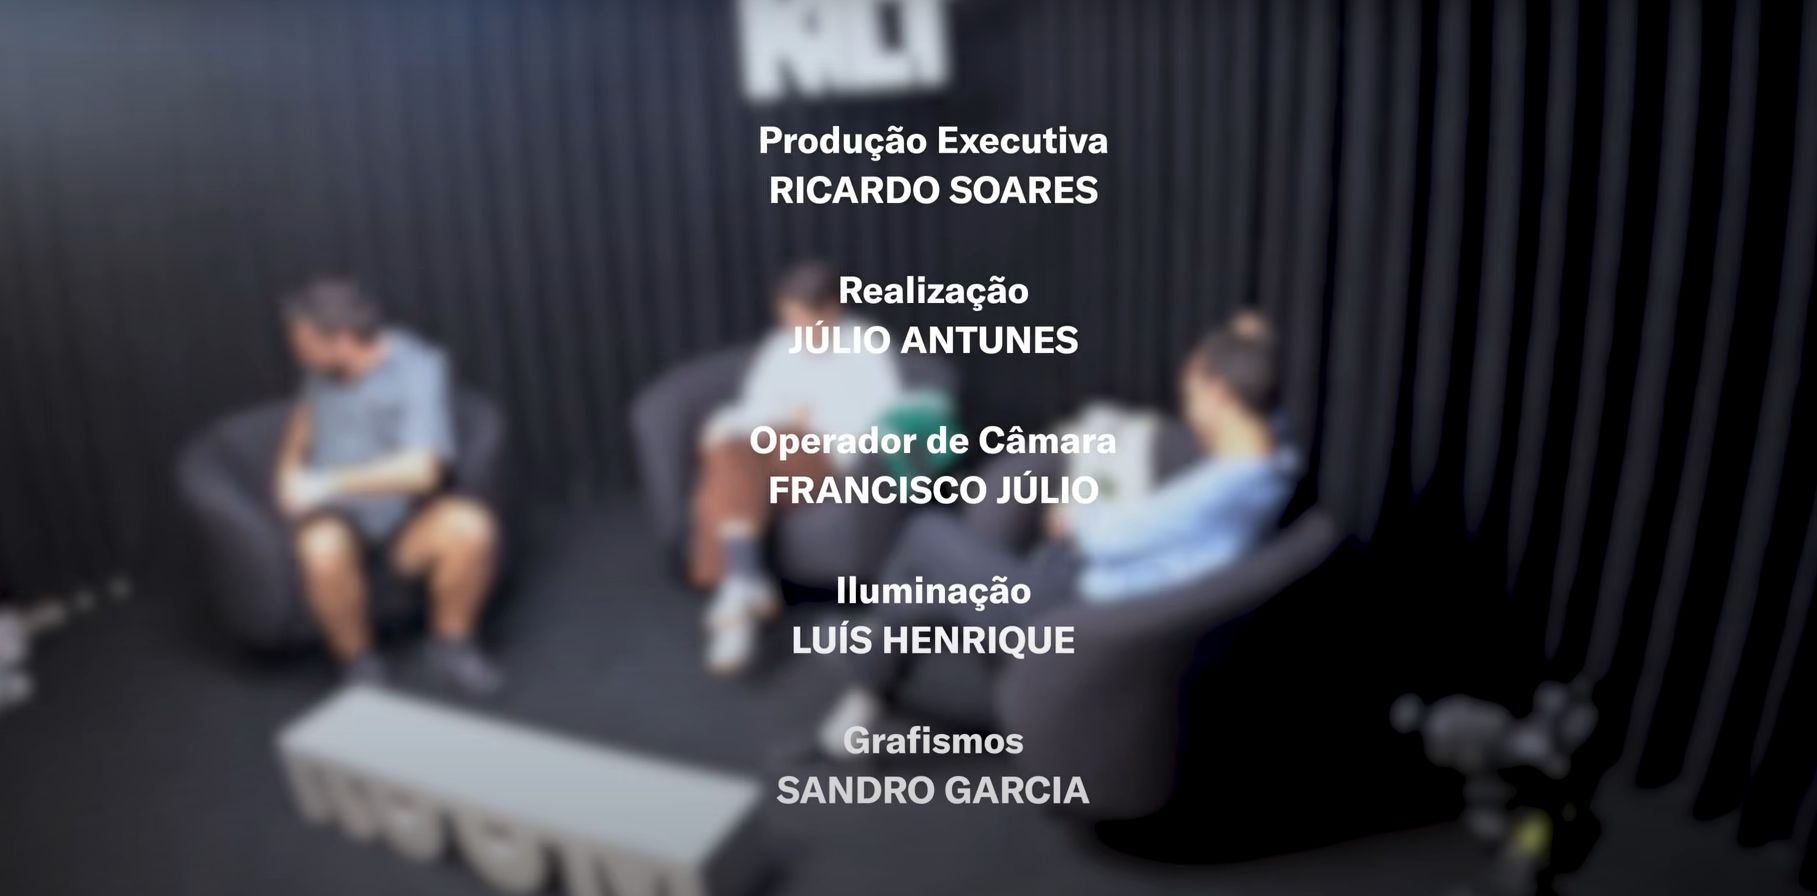 Produção Executiva
RICARDO SOARES
Realização
JÚLIO ANTUNES
Operador de Câmara
FRANCISCO JÚLIO
Iluminação
LUÍS HENRIQUE
Grafismos
SANDRO GARCIA